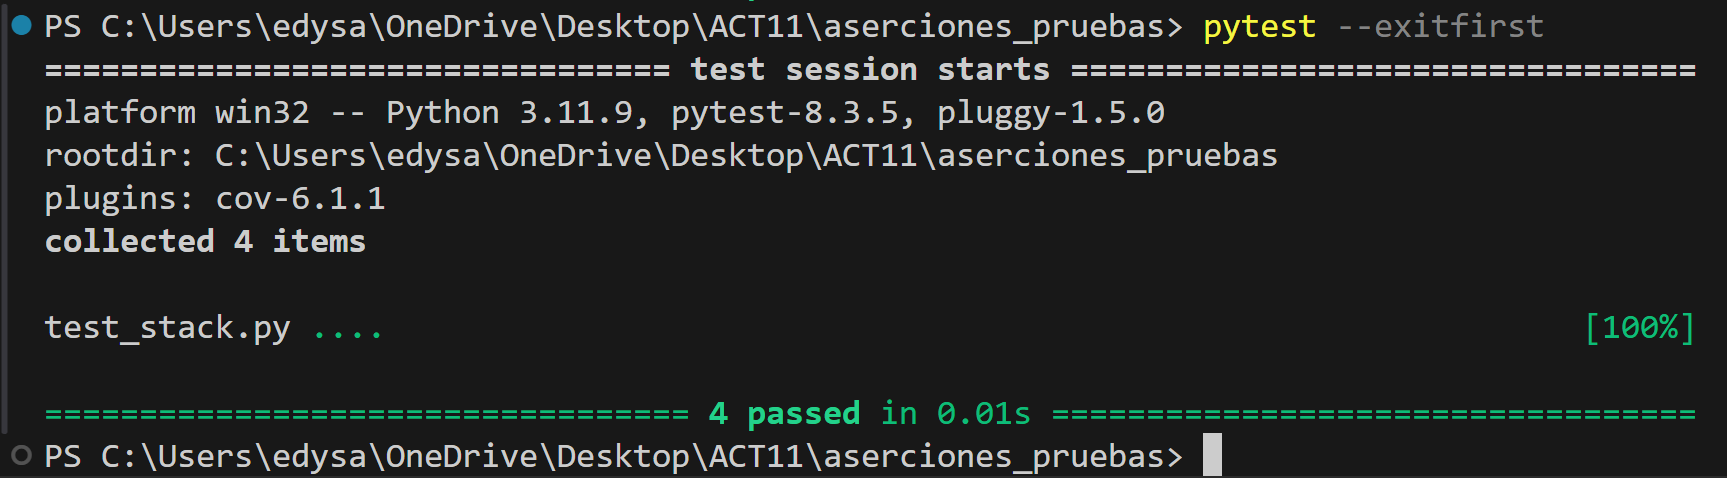 PS C:\Users\edysa\OneDrive\Desktop\ACT11\aserciones_pruebas> pytest --exitfirst
================================= test session starts =================================
platform win32 -- Python 3.11.9, pytest-8.3.5, pluggy-1.5.0
rootdir: C:\Users\edysa\OneDrive\Desktop\ACT11\aserciones_pruebas
plugins: cov-6.1.1
collected 4 items
test_stack.py .... [100%]
================================== 4 passed in 0.01s ==================================
PS C:\Users\edysa\OneDrive\Desktop\ACT11\aserciones_pruebas>